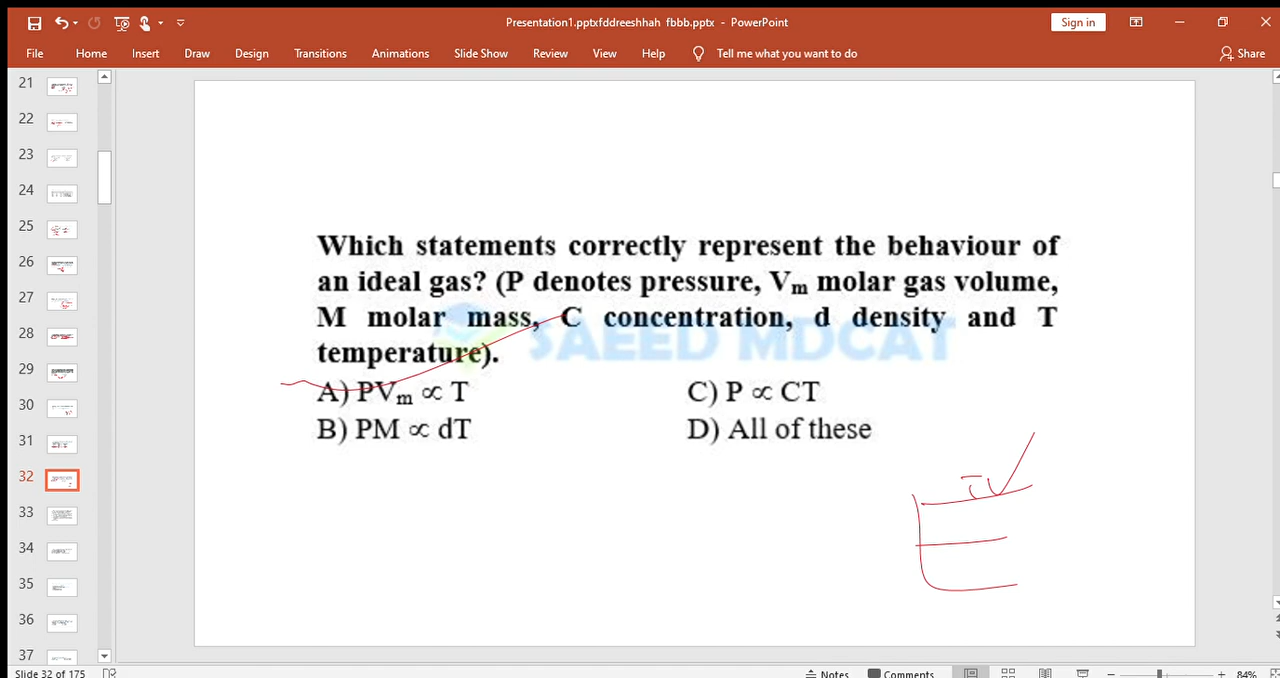 Presentation1.pptxfddreeshhah fbbb.pptx - PowerPoint
Sign in
File Home Insert Draw Design Transitions Animations Slide Show Review View Help Tell me what you want to do Share
21
22
23
24
25
26
27
28
29
30
31
32
33
34
35
36
37
Which statements correctly represent the behaviour of
an ideal gas? (P denotes pressure, Vm molar gas volume,
M molar mass, C concentration, d density and T
temperature).
SAEED MDCAT
A) PVm ∝ T C) P ∝ CT
B) PM ∝ dT D) All of these
E
Slide 32 of 175 Notes Comments 84%